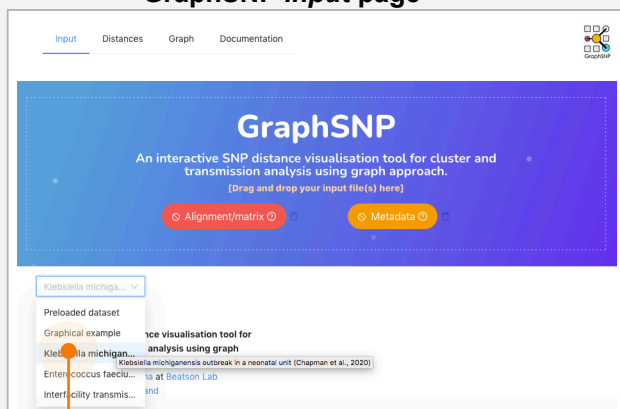 GraphSNP Input page
Input Distances Graph Documentation
GraphSNP
GraphSNP
An interactive SNP distance visualisation tool for cluster and
transmission analysis using graph approach.
[Drag and drop your input file(s) here]
Alignment/matrix
Metadata
Klebsiella michiga...
Preloaded dataset
Graphical example
nce visualisation tool for
Klebsiella michigan...
analysis using graph
Klebsiella michiganensis outbreak in a neonatal unit (Chapman et al., 2020)
Enterococcus faeciu...
na at Beatson Lab
Interfacility transmis...
and